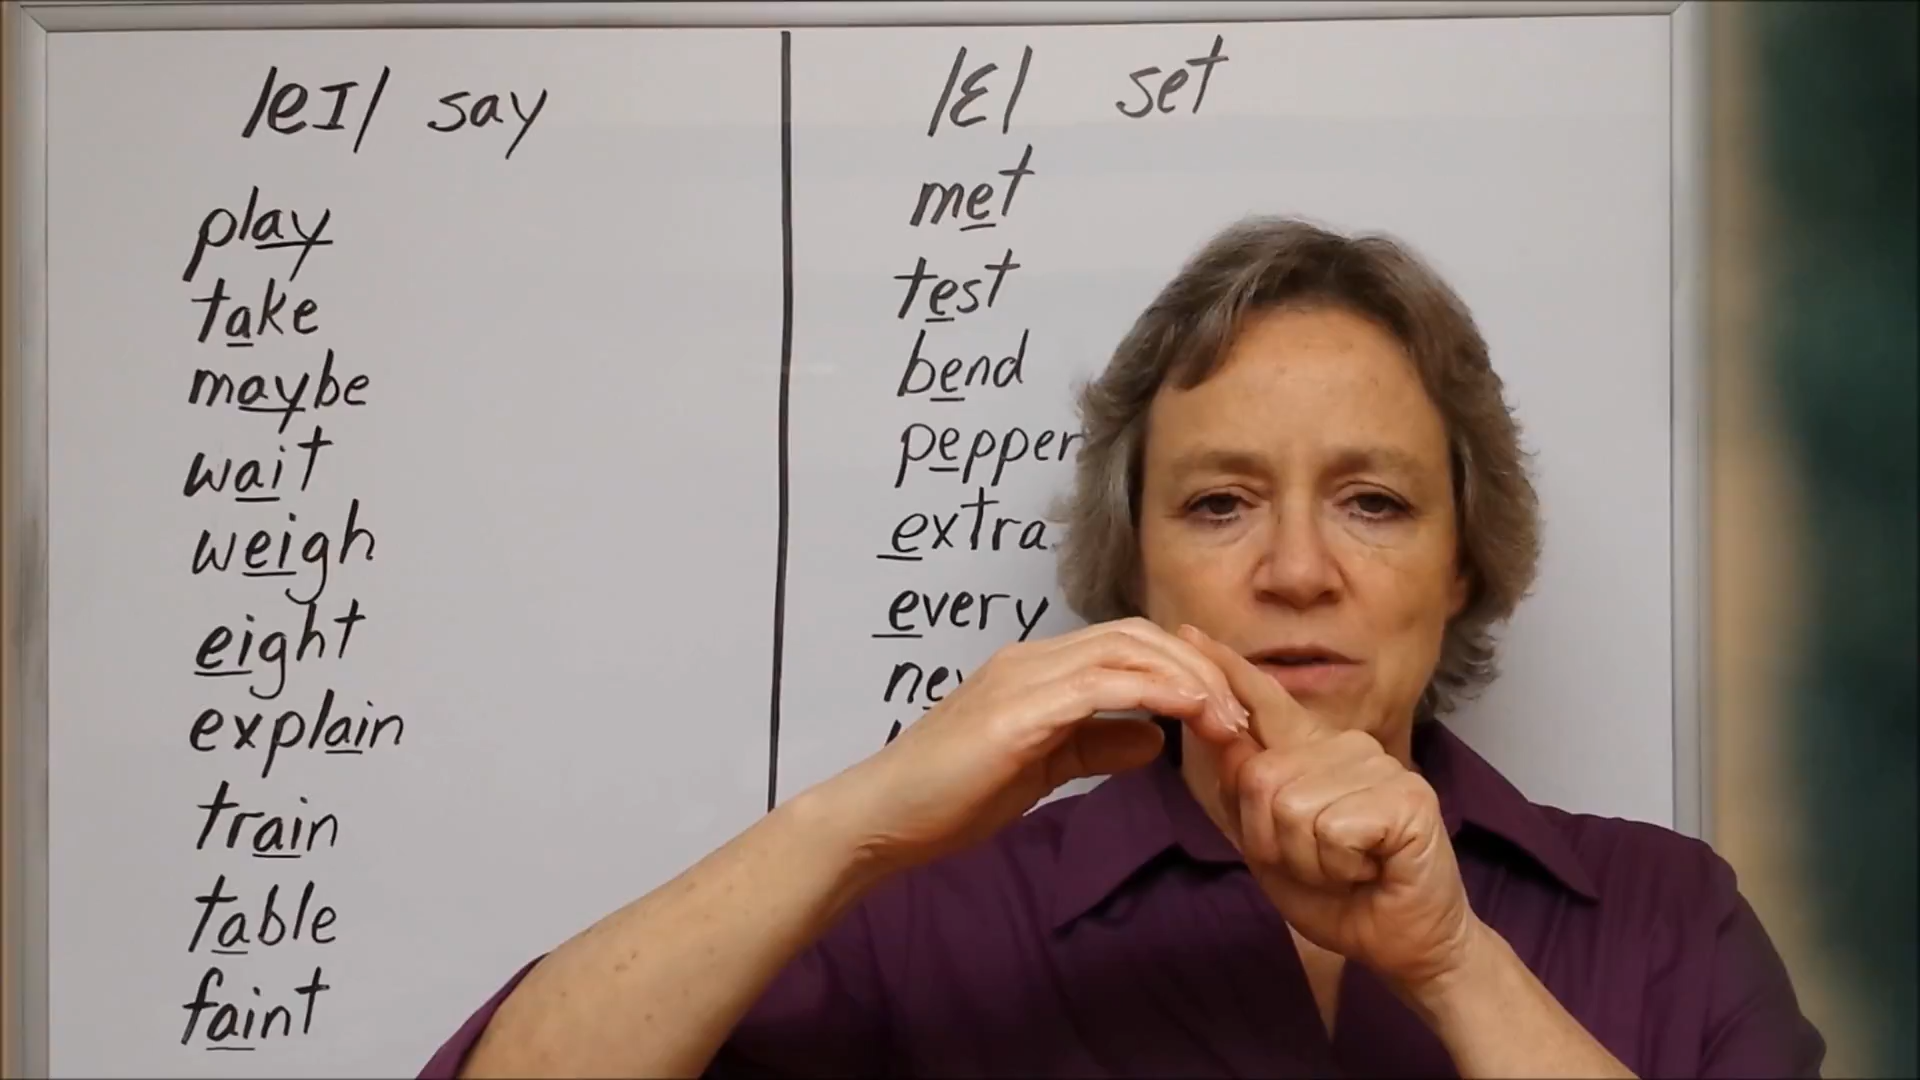 /eɪ/ say
play
take
maybe
wait
weigh
eight
explain
train
table
faint
/ɛ/ set
met
test
bend
pepper
extra
every